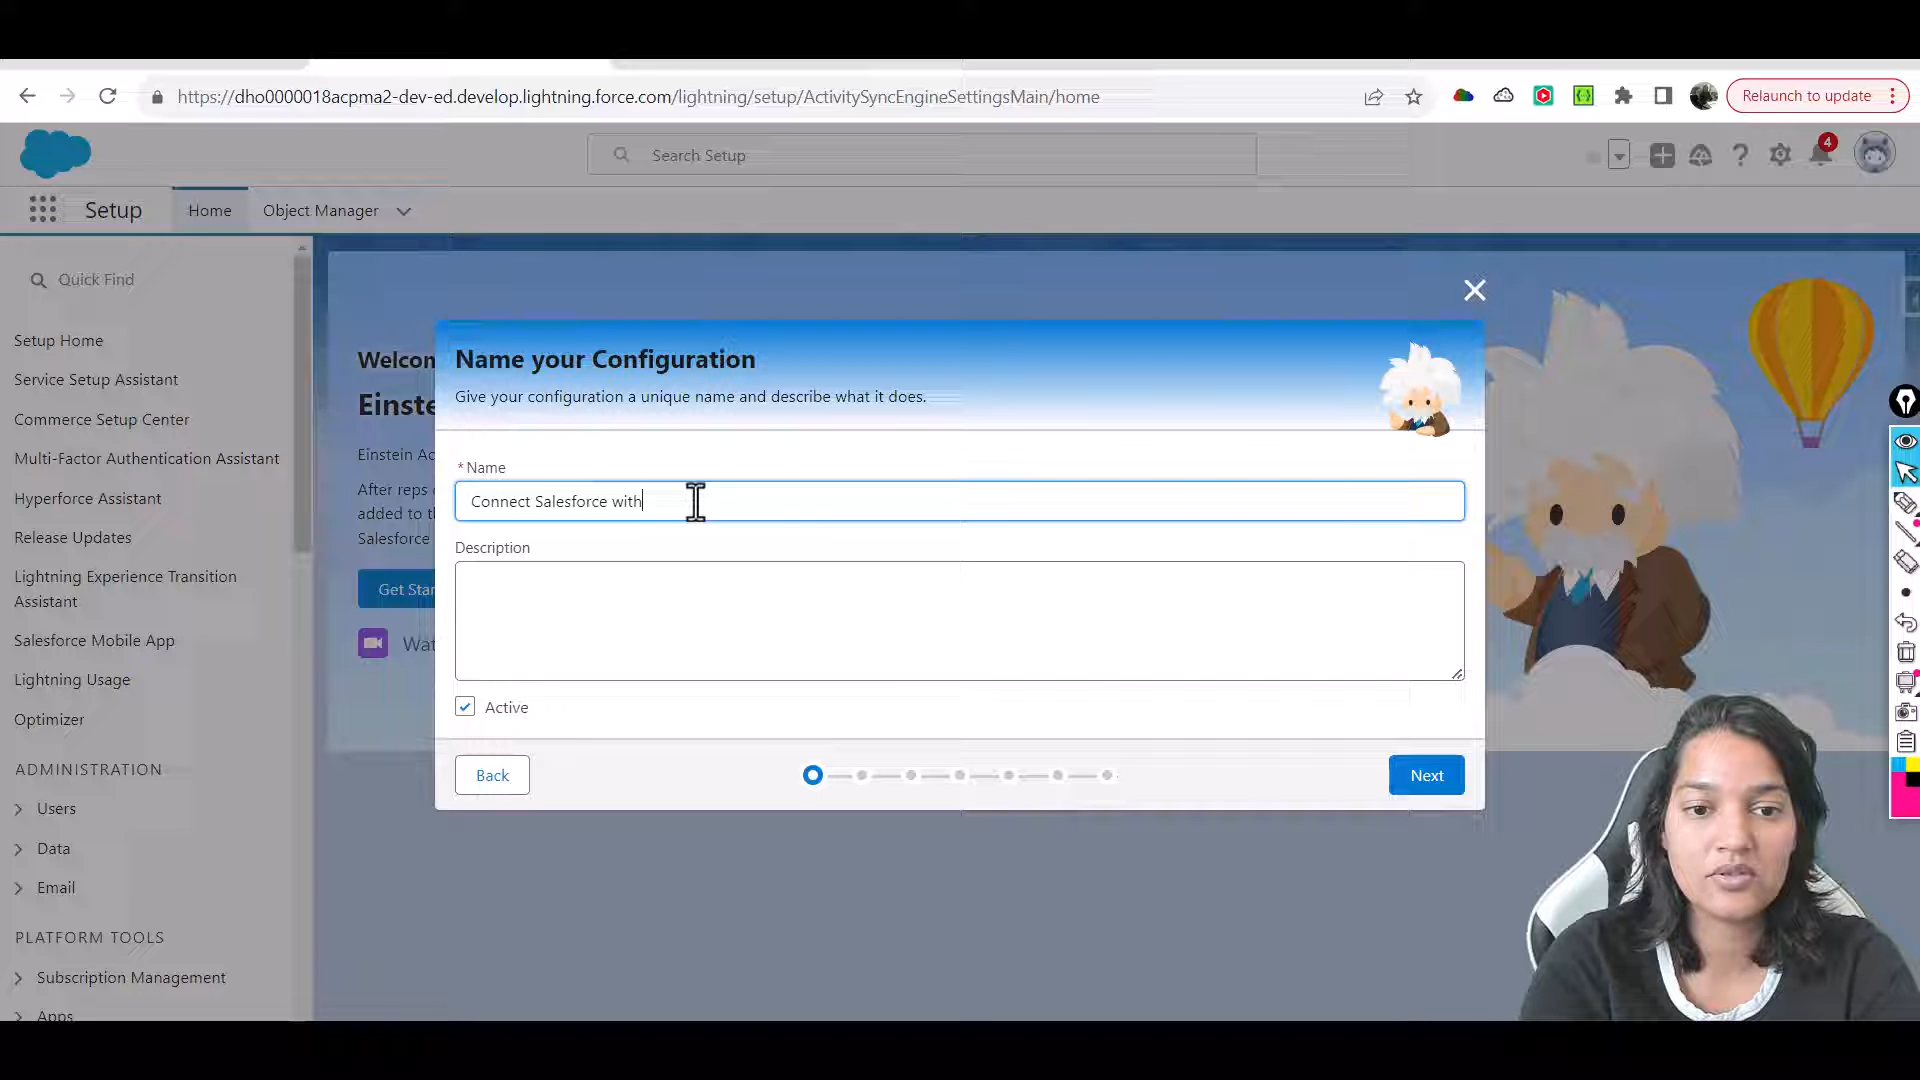 https://dho0000018acpma2-dev-ed.develop.lightning.force.com/lightning/setup/ActivitySyncEngineSettingsMain/home
Relaunch to update
Search Setup
4
Setup
Home
Object Manager
Quick Find
Setup Home
Service Setup Assistant
Commerce Setup Center
Multi-Factor Authentication Assistant
Hyperforce Assistant
Release Updates
Lightning Experience Transition
Assistant
Salesforce Mobile App
Lightning Usage
Optimizer
ADMINISTRATION
Users
Data
Email
PLATFORM TOOLS
Subscription Management
Apps
Welcom
Einste
Einstein Ac
After reps
added to th
Salesforce
Get Star
Wat
Name your Configuration
Give your configuration a unique name and describe what it does.
* Name
Connect Salesforce with
Description
Active
Back
Next